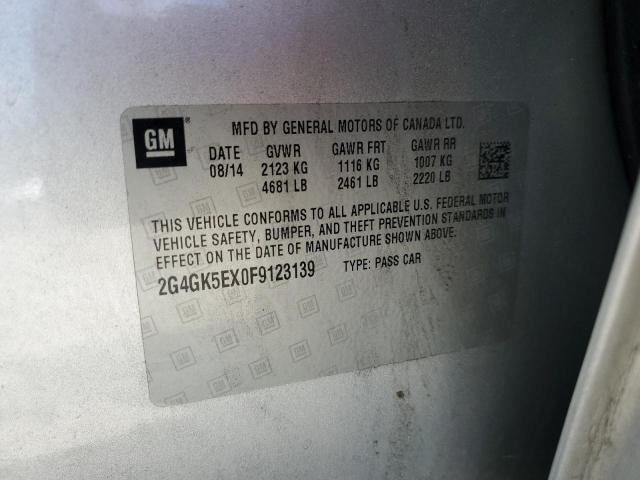 GM ®
MFD BY GENERAL MOTORS OF CANADA LTD.
DATE GVWR GAWR FRT GAWR RR
08/14 2123 KG 1116 KG 1007 KG
4681 LB 2461 LB 2220 LB
THIS VEHICLE CONFORMS TO ALL APPLICABLE U.S. FEDERAL MOTOR
VEHICLE SAFETY, BUMPER, AND THEFT PREVENTION STANDARDS IN
EFFECT ON THE DATE OF MANUFACTURE SHOWN ABOVE.
2G4GK5EX0F9123139 TYPE: PASS CAR